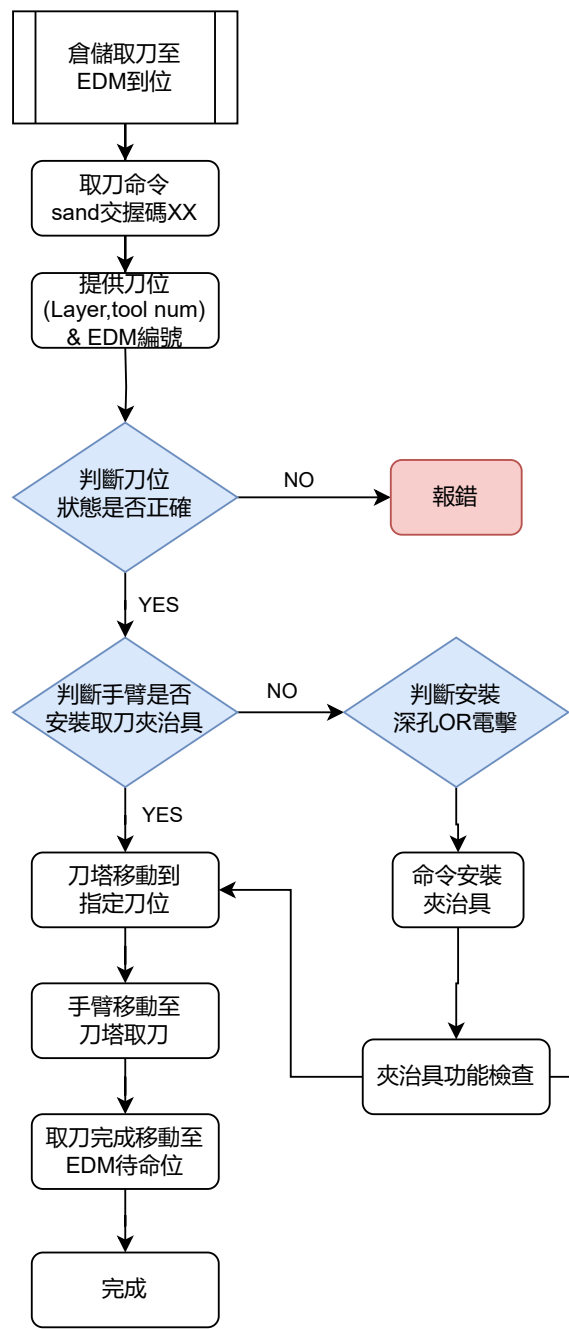 倉儲取刀至
EDM到位
取刀命令
sand交握碼XX
提供刀位
(Layer,tool num)
& EDM編號
判斷刀位
狀態是否正確
NO
報錯
YES
判斷手臂是否
安裝取刀夾治具
NO
判斷安裝
深孔OR電擊
YES
刀塔移動到
指定刀位
命令安裝
夾治具
手臂移動至
刀塔取刀
夾治具功能檢查
取刀完成移動至
EDM待命位
完成